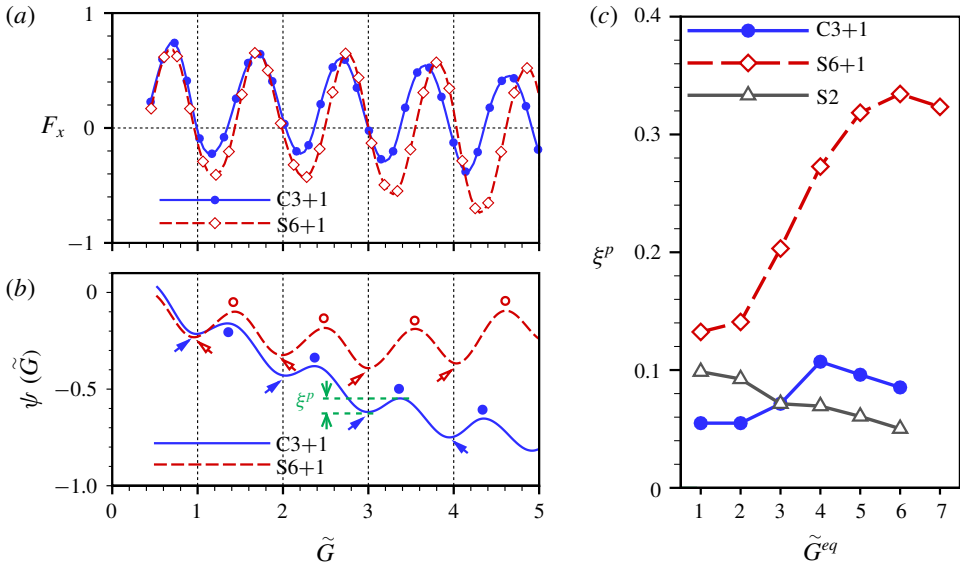 (a)
1
0
−1
F_x
C3+1
S6+1
(b)
0
−0.5
−1.0
ψ (G̃)
ξ^p
C3+1
S6+1
0 1 2 3 4 5
G̃
(c)
0.4
0.3
0.2
0.1
0
ξ^p
C3+1
S6+1
S2
1 2 3 4 5 6 7
G̃^eq